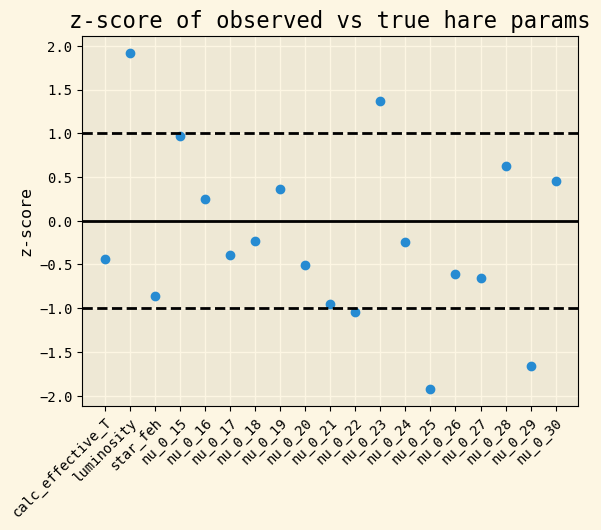 z-score of observed vs true hare params
z-score
2.0
1.5
1.0
0.5
0.0
−0.5
−1.0
−1.5
−2.0
calc_effective_T
luminosity
star_feh
nu_0_15
nu_0_16
nu_0_17
nu_0_18
nu_0_19
nu_0_20
nu_0_21
nu_0_22
nu_0_23
nu_0_24
nu_0_25
nu_0_26
nu_0_27
nu_0_28
nu_0_29
nu_0_30